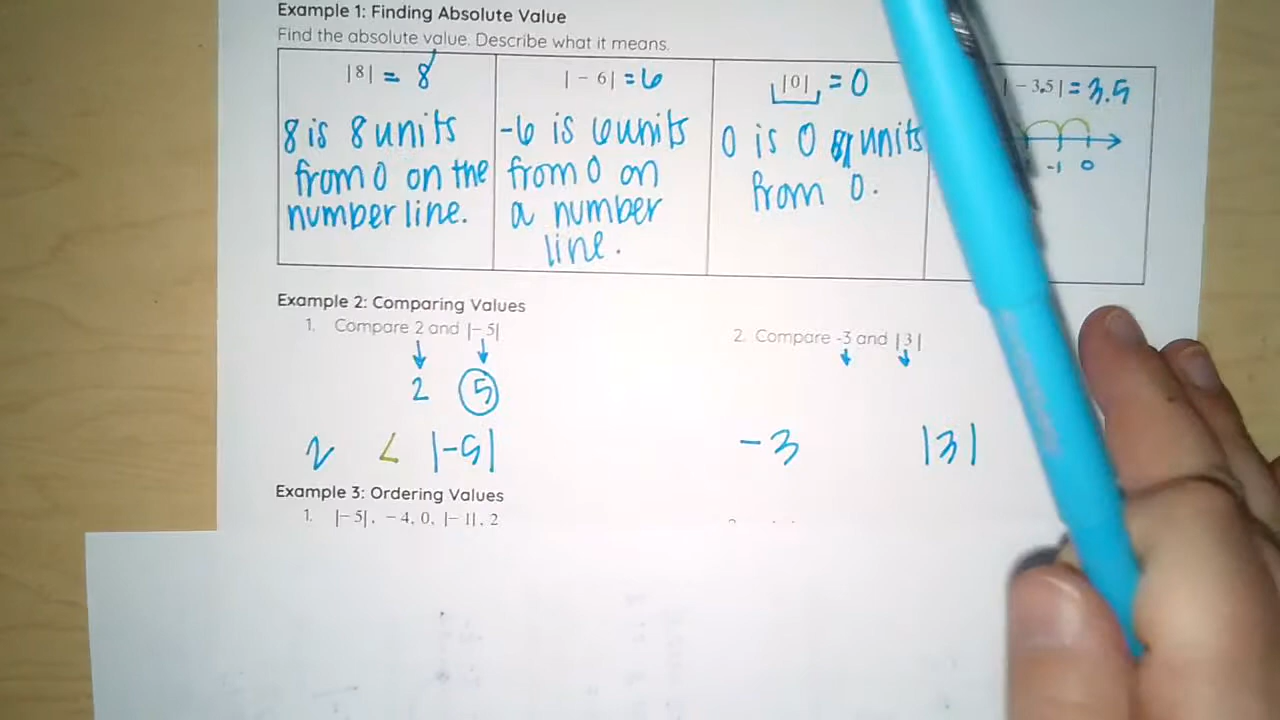 Example 1: Finding Absolute Value
Find the absolute value. Describe what it means.
|8| = 8
8 is 8 units
from 0 on the
number line.
| - 6| = 6
-6 is 6 units
from 0 on
a number
line.
|0| = 0
0 is 0 units
from 0.
| - 3.5| = 3.5
-1 0
Example 2: Comparing Values
1. Compare 2 and |- 5|
2 5
2 < |-5|
2. Compare -3 and |3|
-3 |3|
Example 3: Ordering Values
1. |- 5|, - 4, 0, |- 1|, 2